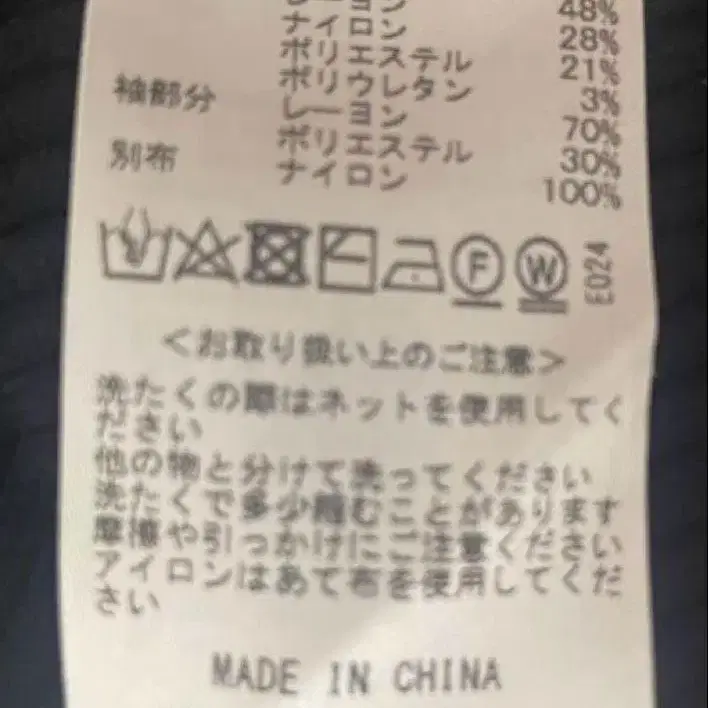 レーヨン 48%
ナイロン 28%
ポリエステル 21%
ポリウレタン 3%
袖部分 レーヨン 70%
ポリエステル 30%
別布 ナイロン 100%
F W E024
<お取り扱い上のご注意>
洗たくの際はネットを使用してく
ださい
他の物と分けて洗ってください
洗たくで多少縮むことがあります
摩擦や引っかけにご注意ください
アイロンはあて布を使用してくだ
さい
MADE IN CHINA